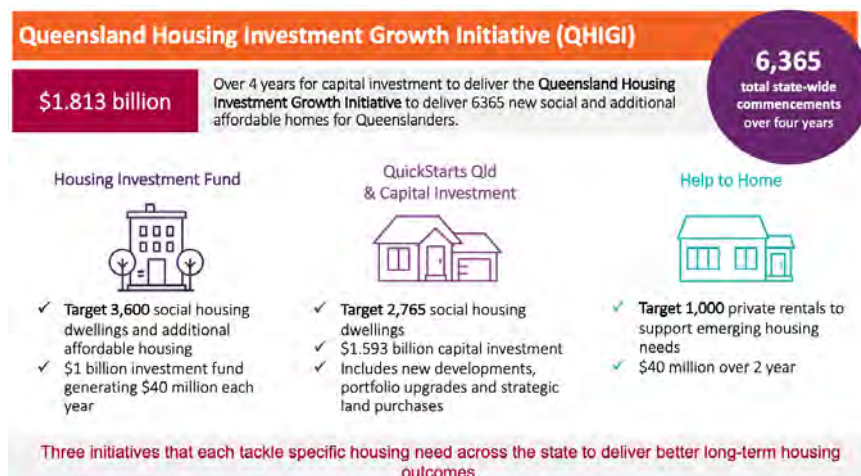 Queensland Housing Investment Growth Initiative (QHIGI)
6,365
total state-wide
commencements
over four years
$1.813 billion
Over 4 years for capital investment to deliver the Queensland Housing
Investment Growth Initiative to deliver 6365 new social and additional
affordable homes for Queenslanders.
Housing Investment Fund
✓ Target 3,600 social housing
dwellings and additional
affordable housing
✓ $1 billion investment fund
generating $40 million each
year
QuickStarts Qld
& Capital Investment
✓ Target 2,765 social housing
dwellings
✓ $1.593 billion capital investment
✓ Includes new developments,
portfolio upgrades and strategic
land purchases
Help to Home
✓ Target 1,000 private rentals to
support emerging housing
needs
✓ $40 million over 2 year
Three initiatives that each tackle specific housing need across the state to deliver better long-term housing
outcomes